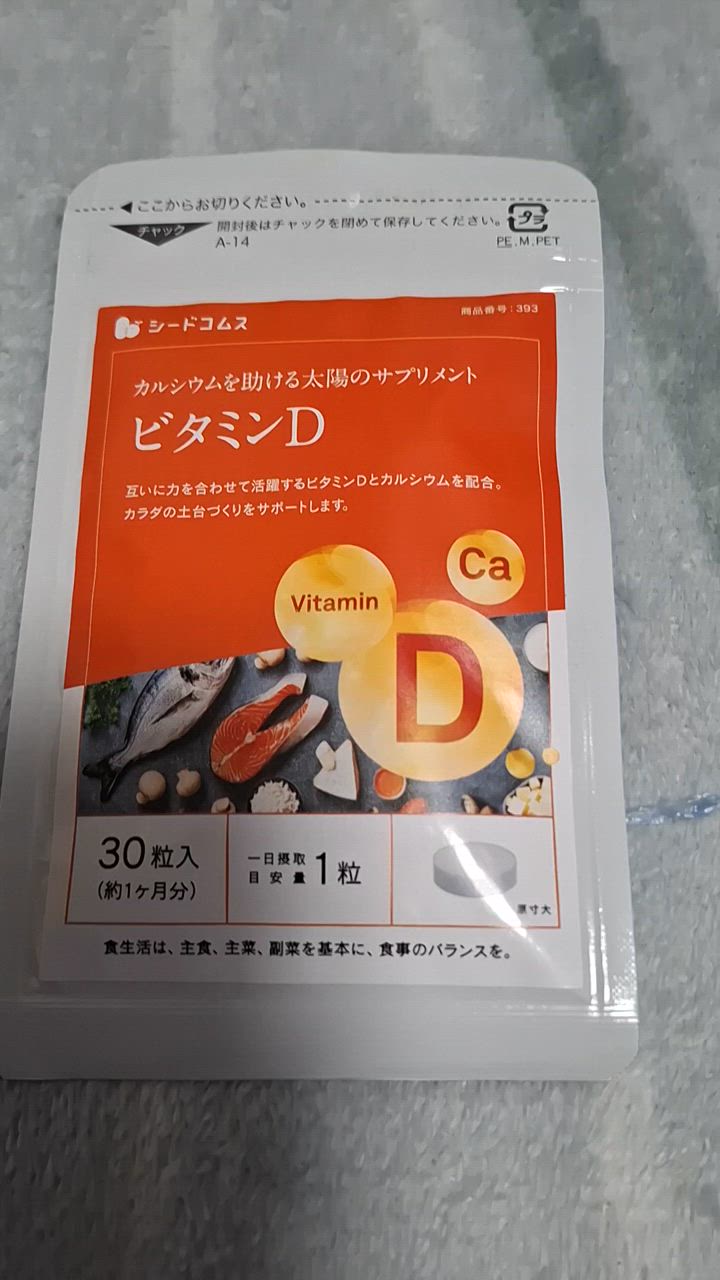 ◀ここからお切りください。
チャック
開封後はチャックを閉めて保存してください。
A-14
プラ
PE,M,PET
シードコムス
商品番号:393
カルシウムを助ける太陽のサプリメント
ビタミンD
互いに力を合わせて活躍するビタミンDとカルシウムを配合。
カラダの土台づくりをサポートします。
Ca
Vitamin
D
30粒入
(約1ヶ月分)
一日摂取
目安量
1粒
原寸大
食生活は、主食、主菜、副菜を基本に、食事のバランスを。